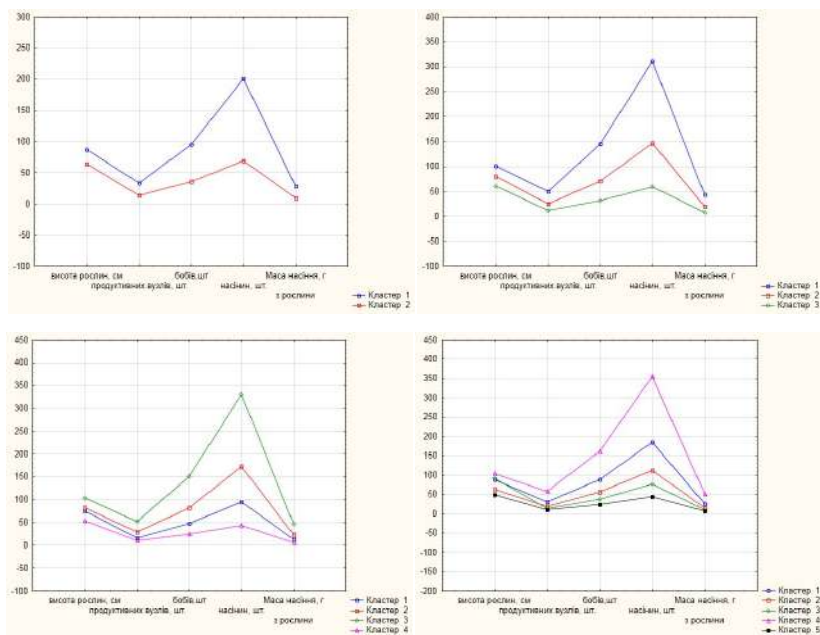 300
250
200
150
100
50
0
-50
-100
висота рослин, см бобів,шт Маса насіння, г
продуктивних вузлів, шт. насінин, шт. з рослини
Кластер 1
Кластер 2
400
350
300
250
200
150
100
50
0
-50
-100
висота рослин, см бобів,шт Маса насіння, г
продуктивних вузлів, шт. насінин, шт. з рослини
Кластер 1
Кластер 2
Кластер 3
450
400
350
300
250
200
150
100
50
0
-50
-100
висота рослин, см бобів,шт Маса насіння, г
продуктивних вузлів, шт. насінин, шт. з рослини
Кластер 1
Кластер 2
Кластер 3
Кластер 4
450
400
350
300
250
200
150
100
50
0
-50
-100
-150
-200
висота рослин, см бобів,шт Маса насіння, г
продуктивних вузлів, шт. насінин, шт. з рослини
Кластер 1
Кластер 2
Кластер 3
Кластер 4
Кластер 5